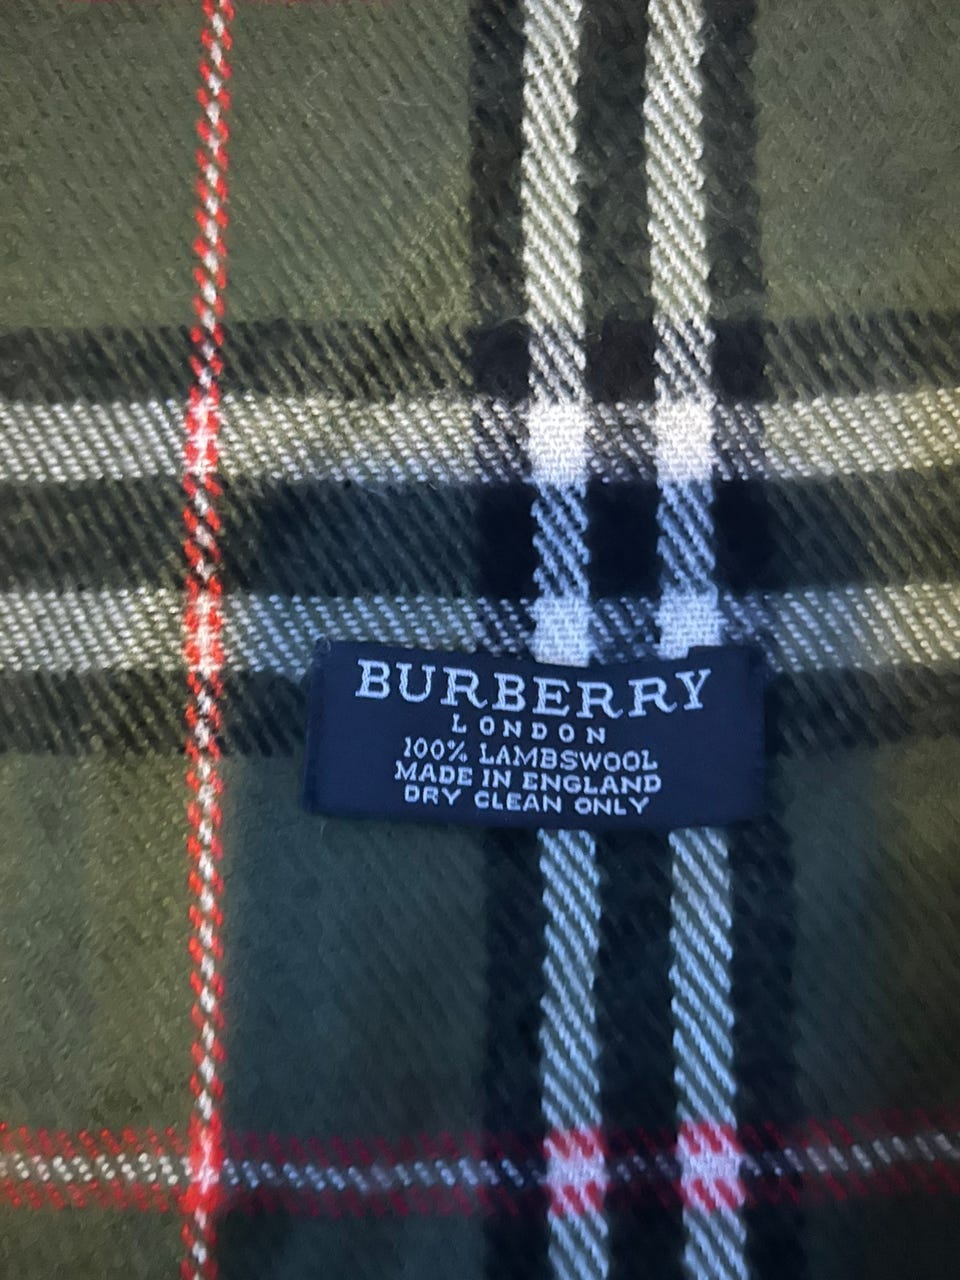 BURBERRY
LONDON
100% LAMBSWOOL
MADE IN ENGLAND
DRY CLEAN ONLY